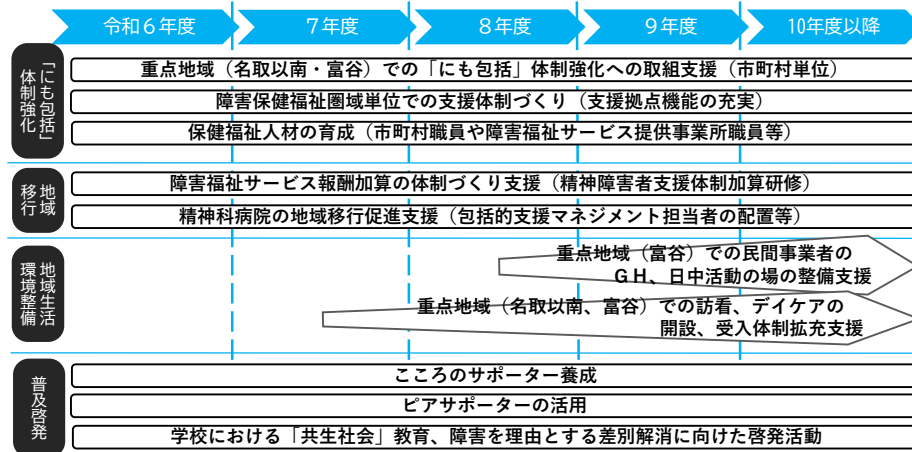 令和６年度
７年度
８年度
９年度
10年度以降
「にも包括」
体制強化
重点地域（名取以南・富谷）での「にも包括」体制強化への取組支援（市町村単位）
障害保健福祉圏域単位での支援体制づくり（支援拠点機能の充実）
保健福祉人材の育成（市町村職員や障害福祉サービス提供事業所職員等）
地域
移行
障害福祉サービス報酬加算の体制づくり支援（精神障害者支援体制加算研修）
精神科病院の地域移行促進支援（包括的支援マネジメント担当者の配置等）
地域生活
環境整備
重点地域（富谷）での民間事業者の
ＧＨ、日中活動の場の整備支援
重点地域（名取以南、富谷）での訪看、デイケアの
開設、受入体制拡充支援
普及啓発
こころのサポーター養成
ピアサポーターの活用
学校における「共生社会」教育、障害を理由とする差別解消に向けた啓発活動